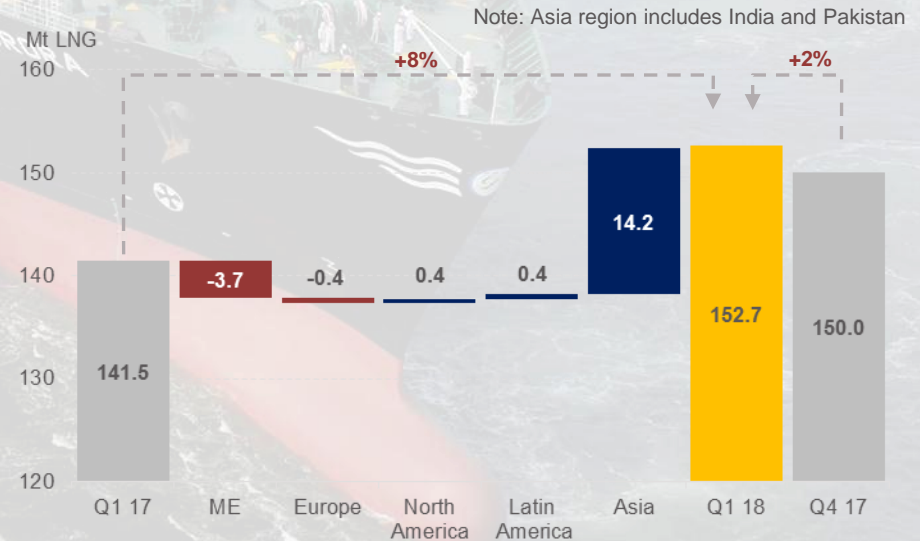 Note: Asia region includes India and Pakistan
Mt LNG
160
+8%
+2%
150
14.2
140
-3.7
-0.4
0.4
0.4
152.7
150.0
141.5
130
120
Q1 17
ME
Europe
North
America
Latin
America
Asia
Q1 18
Q4 17